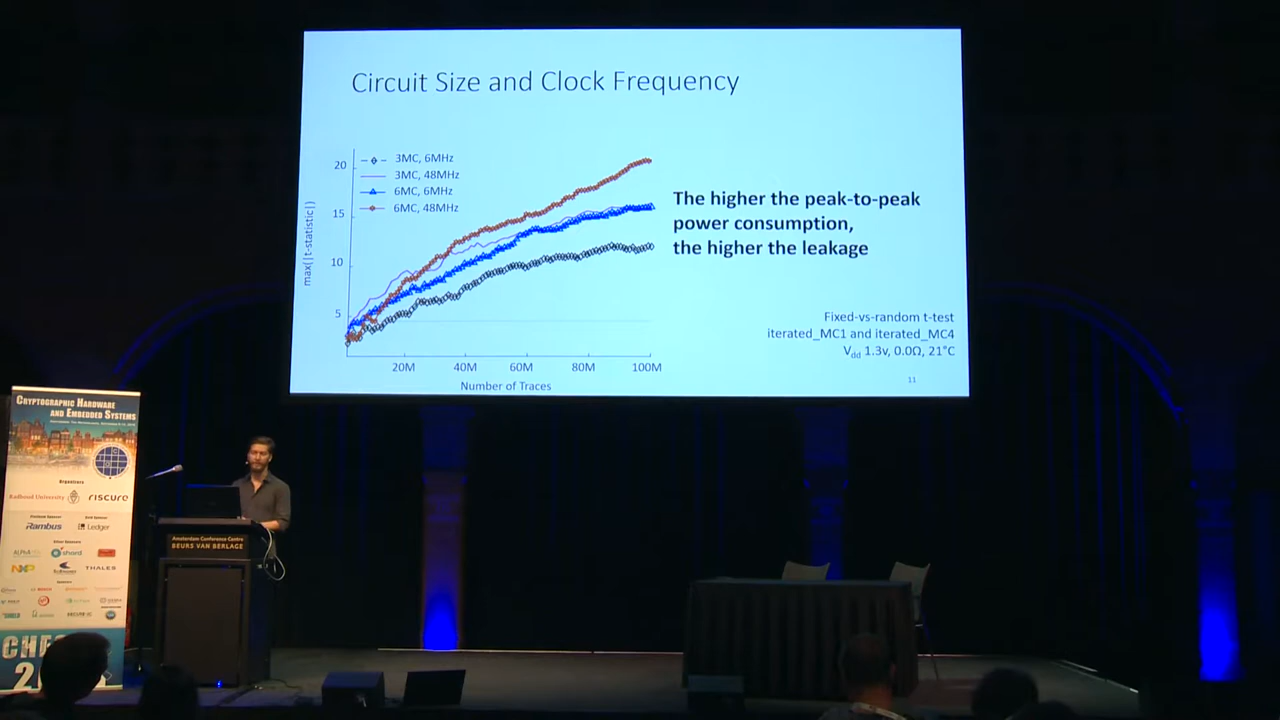 Circuit Size and Clock Frequency
3MC, 6MHz
3MC, 48MHz
6MC, 6MHz
6MC, 48MHz
max(|t-statistic|)
20
15
10
5
20M
40M
60M
80M
100M
Number of Traces
The higher the peak-to-peak
power consumption,
the higher the leakage
Fixed-vs-random t-test
iterated_MC1 and iterated_MC4
Vdd 1.3v, 0.0Ω, 21°C
11
Cryptographic Hardware
and Embedded Systems
Organizers
Radboud University
riscure
Rambus
Ledger
NXP
THALES
Amsterdam Conference Centre
BEURS VAN BERLAGE
CHE
2